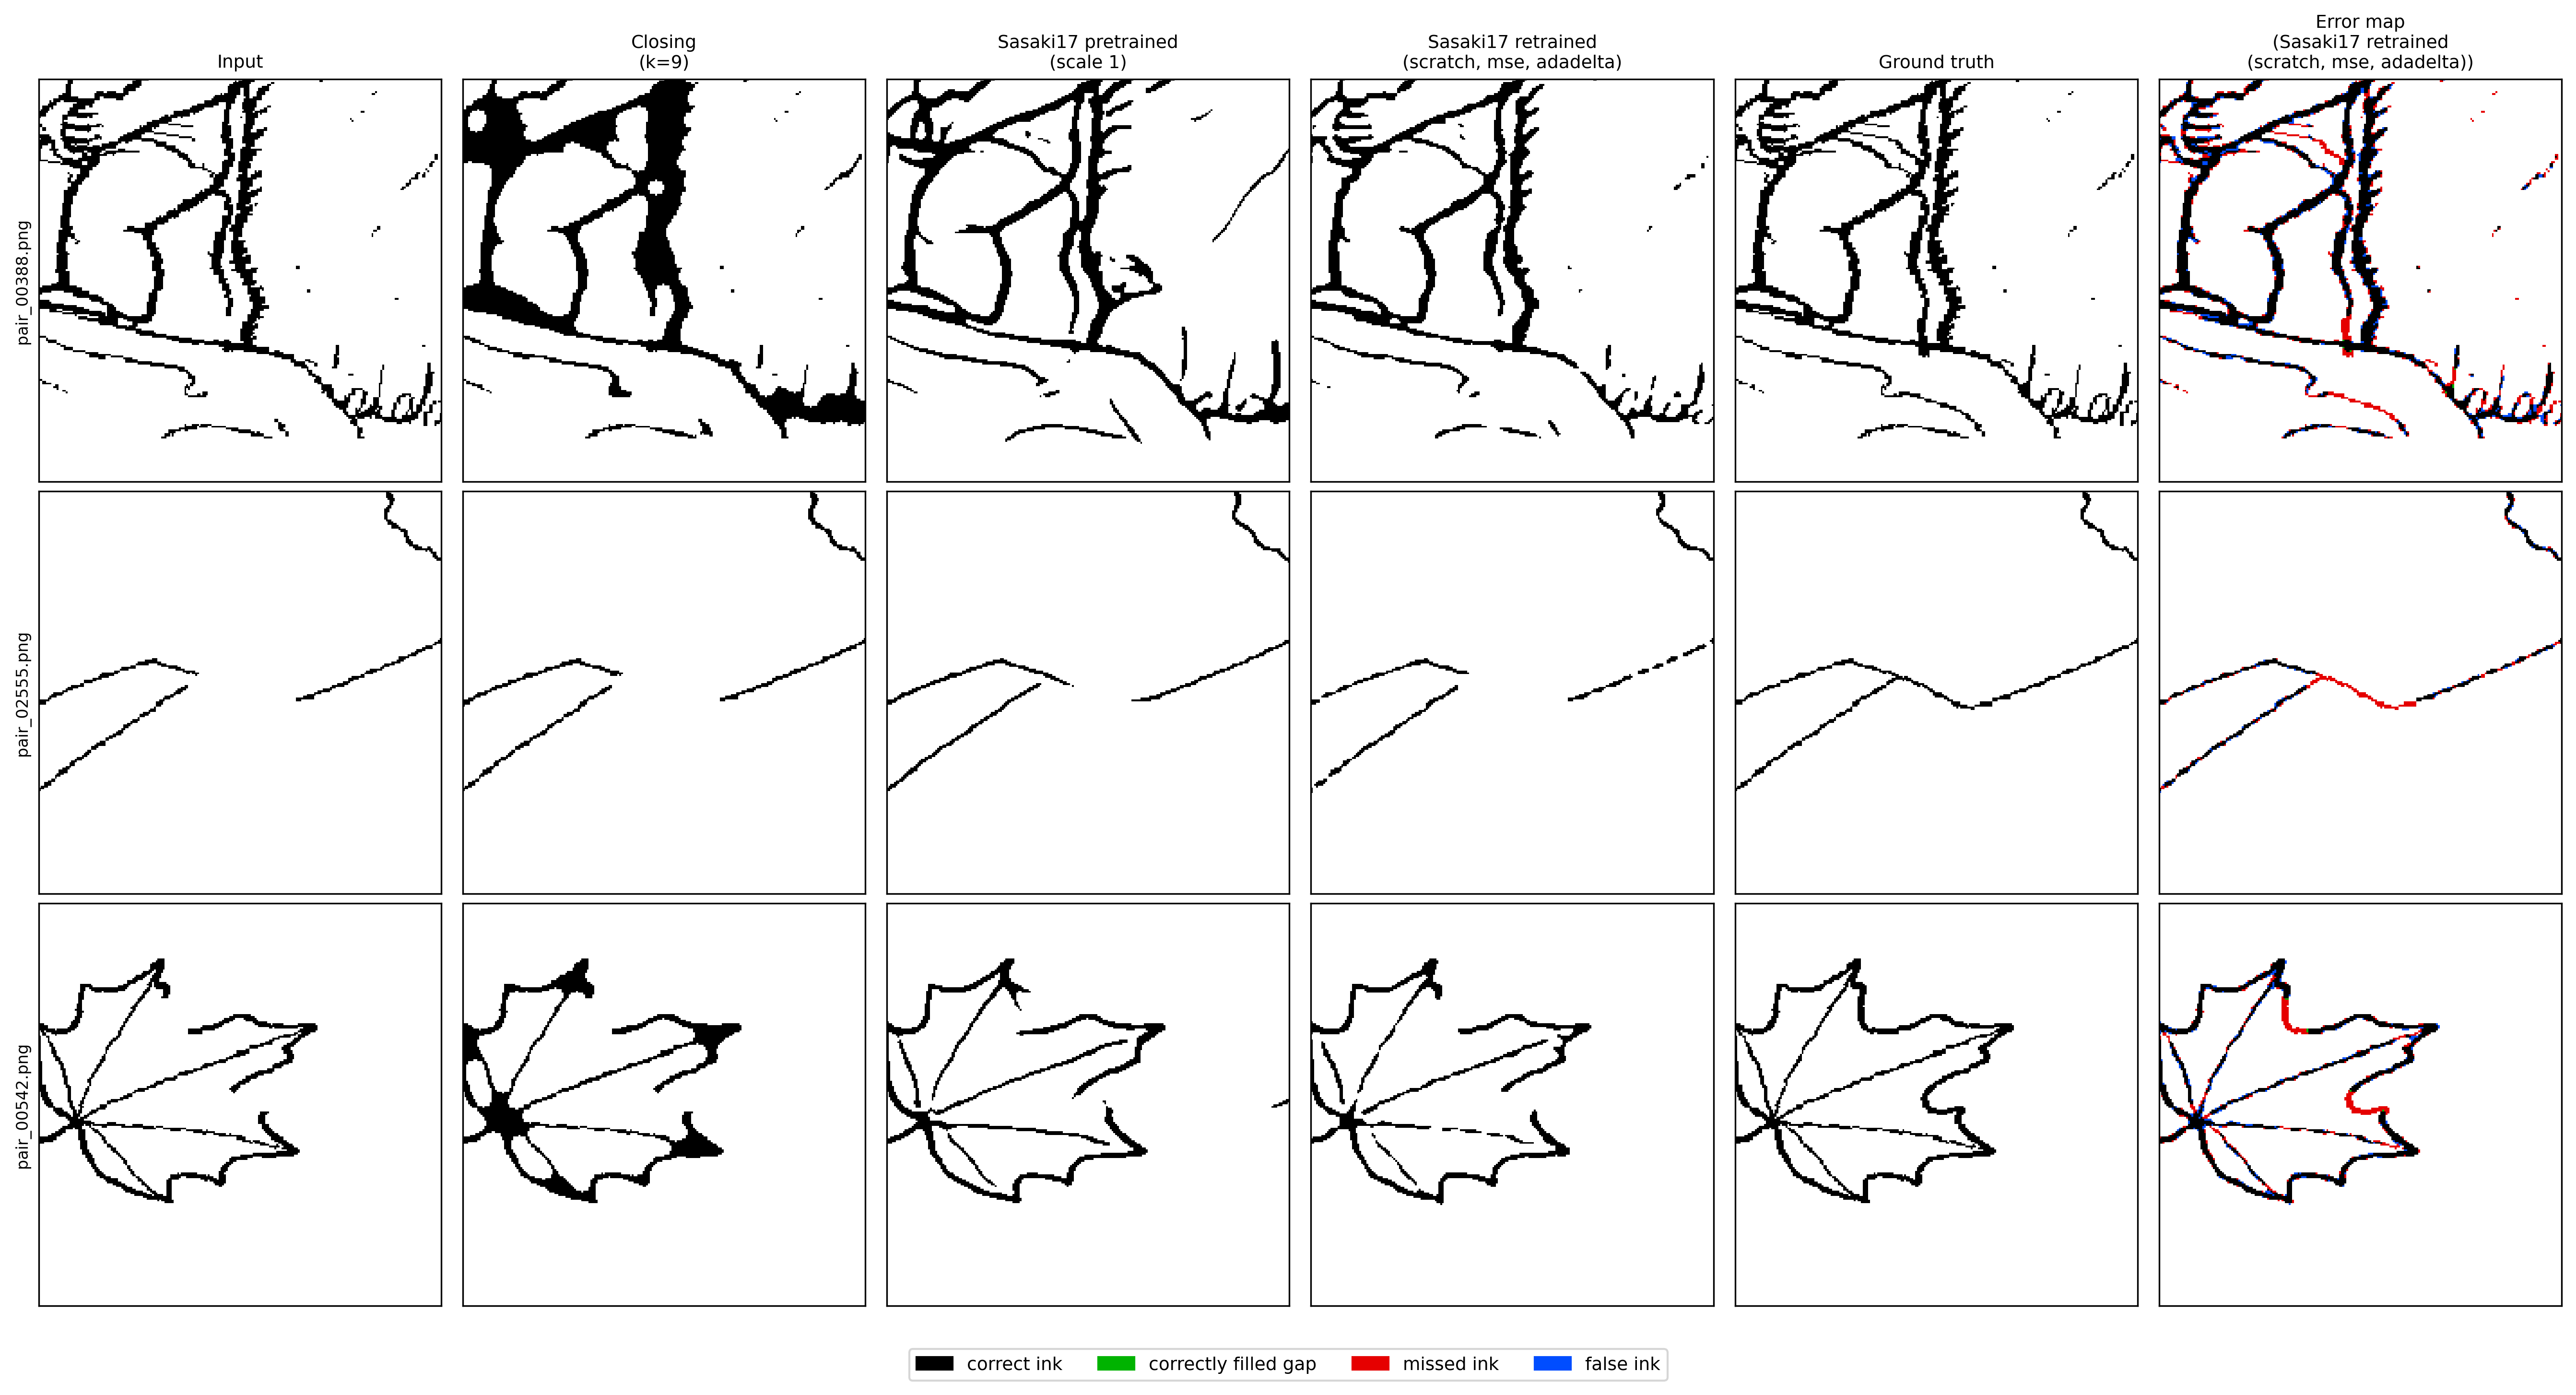 Input
Closing
(k=9)
Sasaki17 pretrained
(scale 1)
Sasaki17 retrained
(scratch, mse, adadelta)
Ground truth
Error map
(Sasaki17 retrained
(scratch, mse, adadelta))
pair_00388.png
pair_02555.png
pair_00542.png
correct ink
correctly filled gap
missed ink
false ink